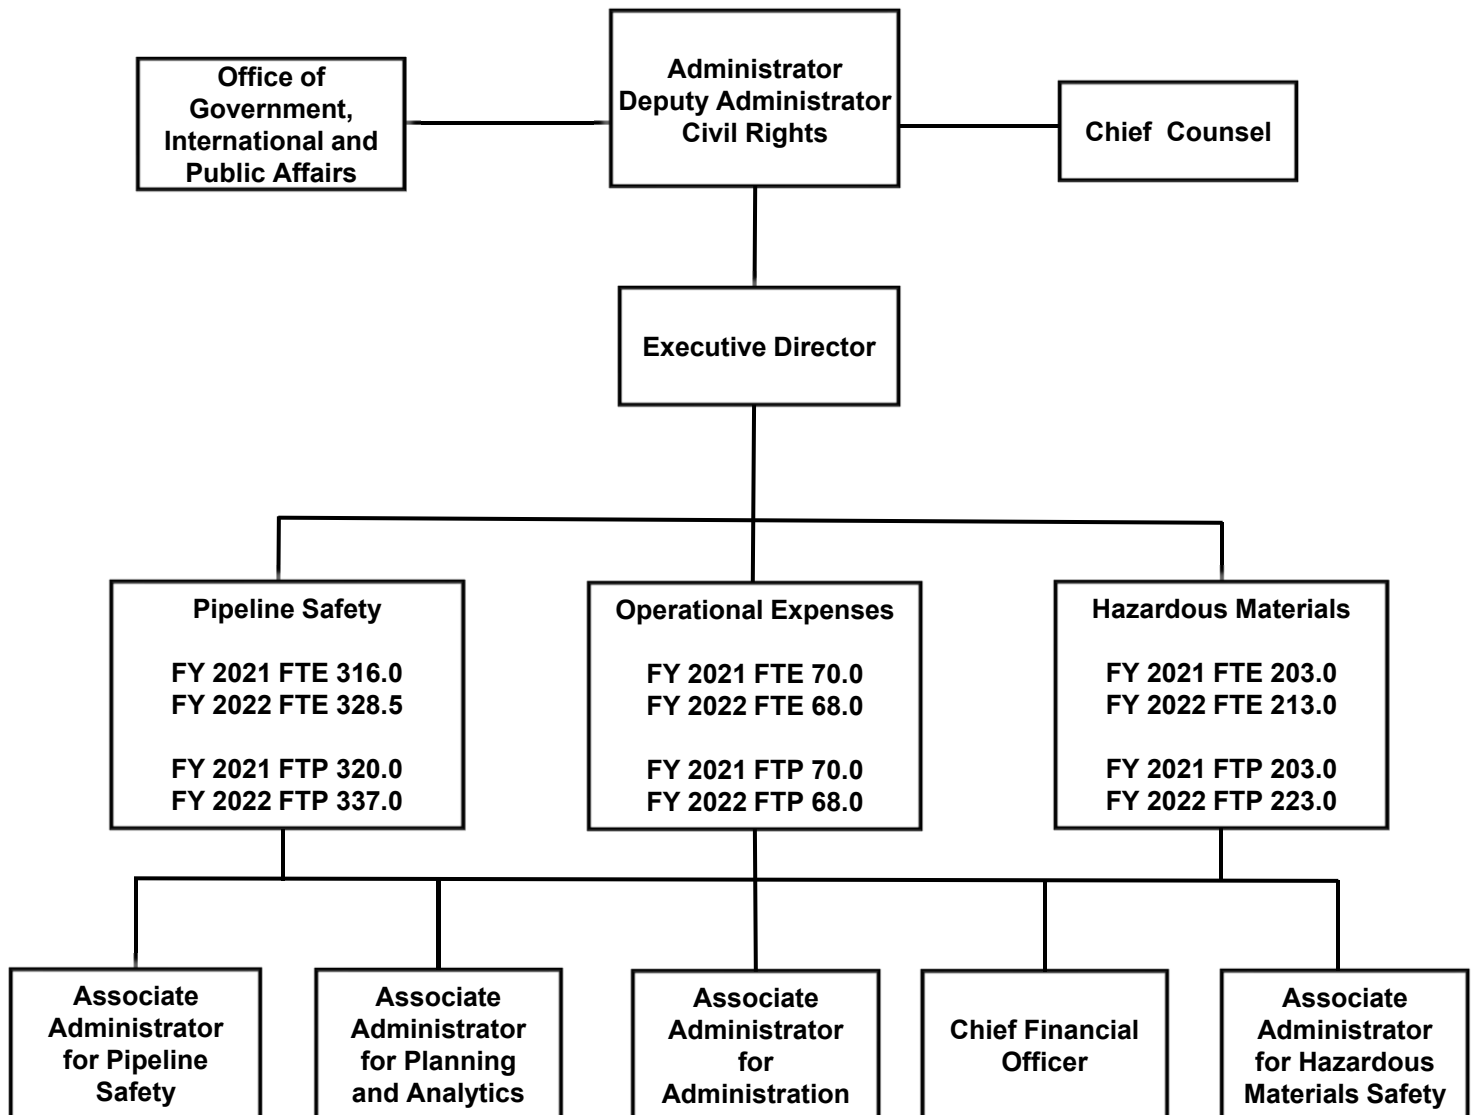 Office of
Government,
International and
Public Affairs
Administrator
Deputy Administrator
Civil Rights
Chief  Counsel
Executive Director
Pipeline Safety
FY 2021 FTE 316.0
FY 2022 FTE 328.5
FY 2021 FTP 320.0
FY 2022 FTP 337.0
Operational Expenses
FY 2021 FTE 70.0
FY 2022 FTE 68.0
FY 2021 FTP 70.0
FY 2022 FTP 68.0
Hazardous Materials
FY 2021 FTE 203.0
FY 2022 FTE 213.0
FY 2021 FTP 203.0
FY 2022 FTP 223.0
Associate
Administrator
for Pipeline
Safety
Associate
Administrator
for Planning
and Analytics
Associate
Administrator
for
Administration
Chief Financial
Officer
Associate
Administrator
for Hazardous
Materials Safety